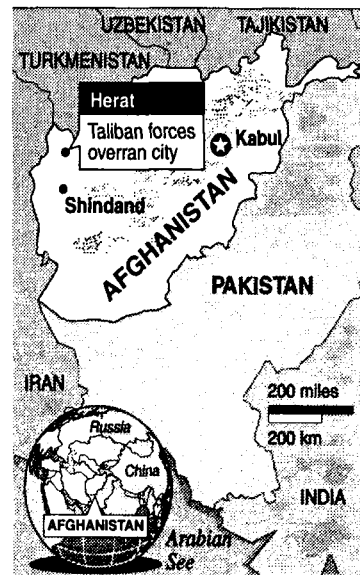 UZBEKISTAN
TAJIKISTAN
TURKMENISTAN
Herat
Taliban forces
overran city
Kabul
Shindand
AFGHANISTAN
PAKISTAN
IRAN
200 miles
200 km
Russia
China
INDIA
AFGHANISTAN
Arabian
See